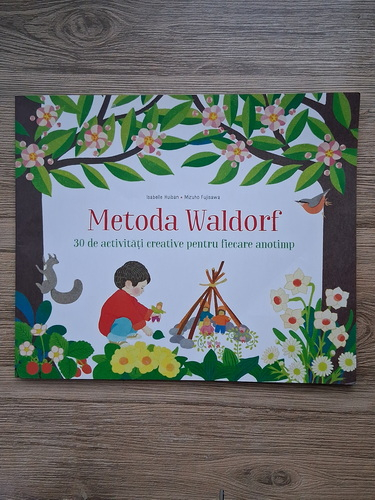 Isabelle Huiban • Mizuho Fujisawa
Metoda Waldorf
30 de activități creative pentru fiecare anotimp